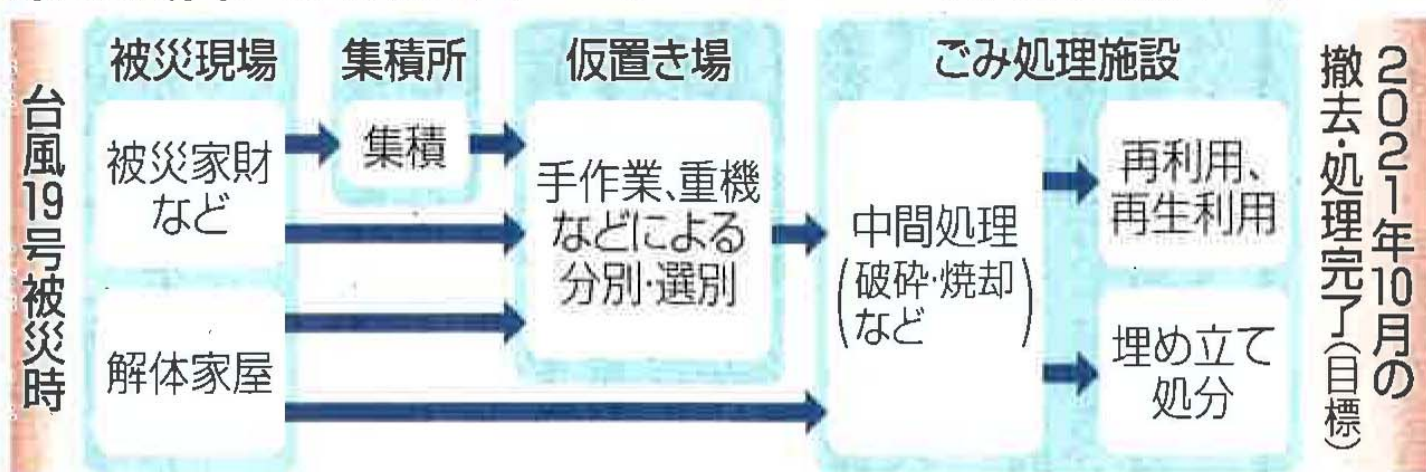 台風19号被災時
被災現場
被災家財
など
解体家屋
集積所
集積
仮置き場
手作業、重機
などによる
分別・選別
ごみ処理施設
中間処理
(破砕・焼却
など)
再利用、
再生利用
埋め立て
処分
2021年10月の
撤去・処理完了(目標)